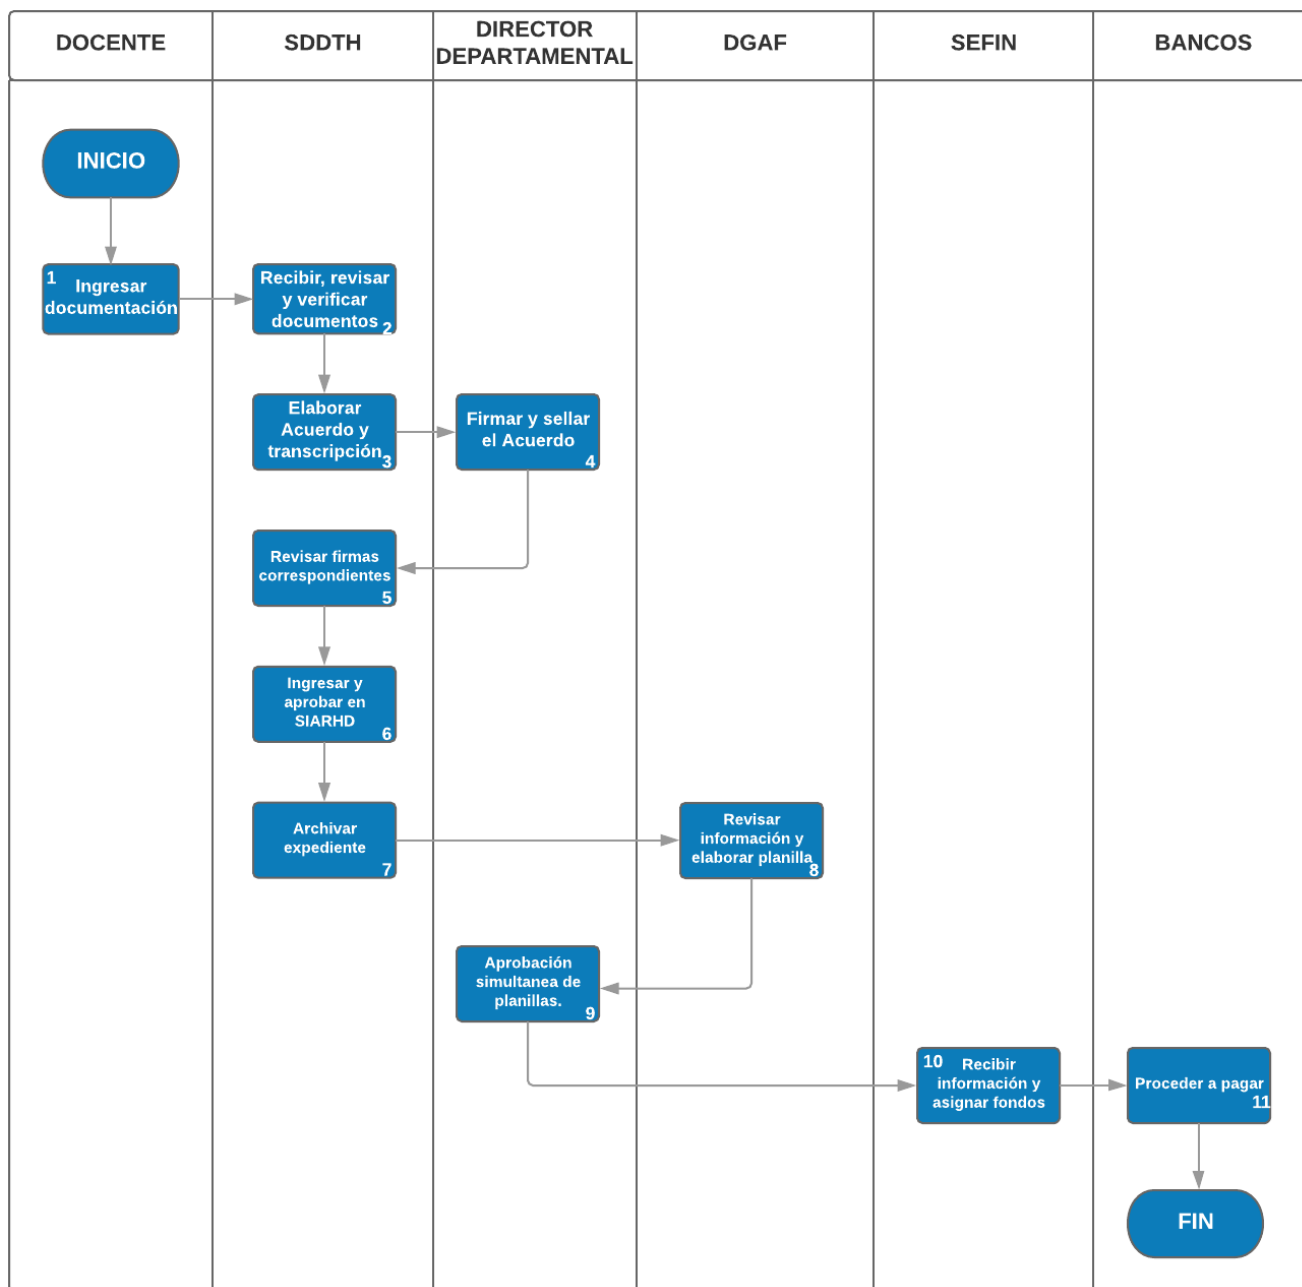 DOCENTE
SDDTH
DIRECTOR
DEPARTAMENTAL
DGAF
SEFIN
BANCOS
INICIO
1
Ingresar
documentación
Recibir, revisar
y verificar
documentos
2
Elaborar
Acuerdo y
transcripción
3
Firmar y sellar
el Acuerdo
4
Revisar firmas
correspondientes
5
Ingresar y
aprobar en
SIARHD
6
Archivar
expediente
7
Revisar
información y
elaborar planilla
8
Aprobación
simultanea de
planillas.
9
10
Recibir
información y
asignar fondos
Proceder a pagar
11
FIN